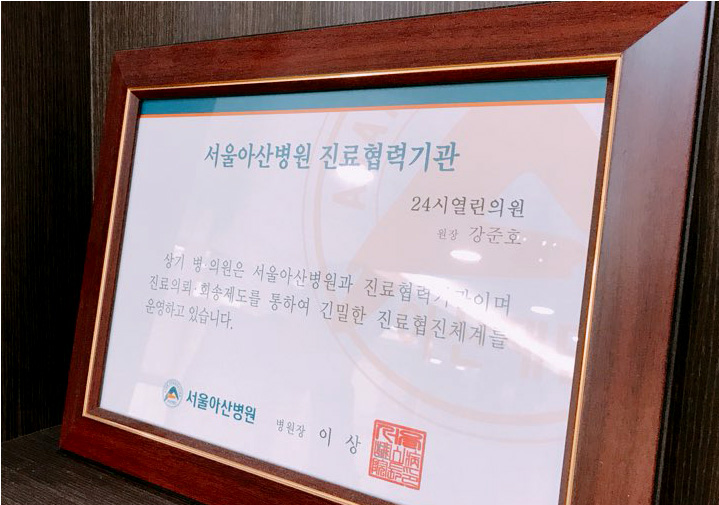 서울아산병원 진료협력기관
24시열린의원
원장 강준호
상기 병·의원은 서울아산병원과 진료협력기관이며
진료의뢰·회송제도를 통하여 긴밀한 진료협진체계를
운영하고 있습니다.
서울아산병원
병원장 이 상